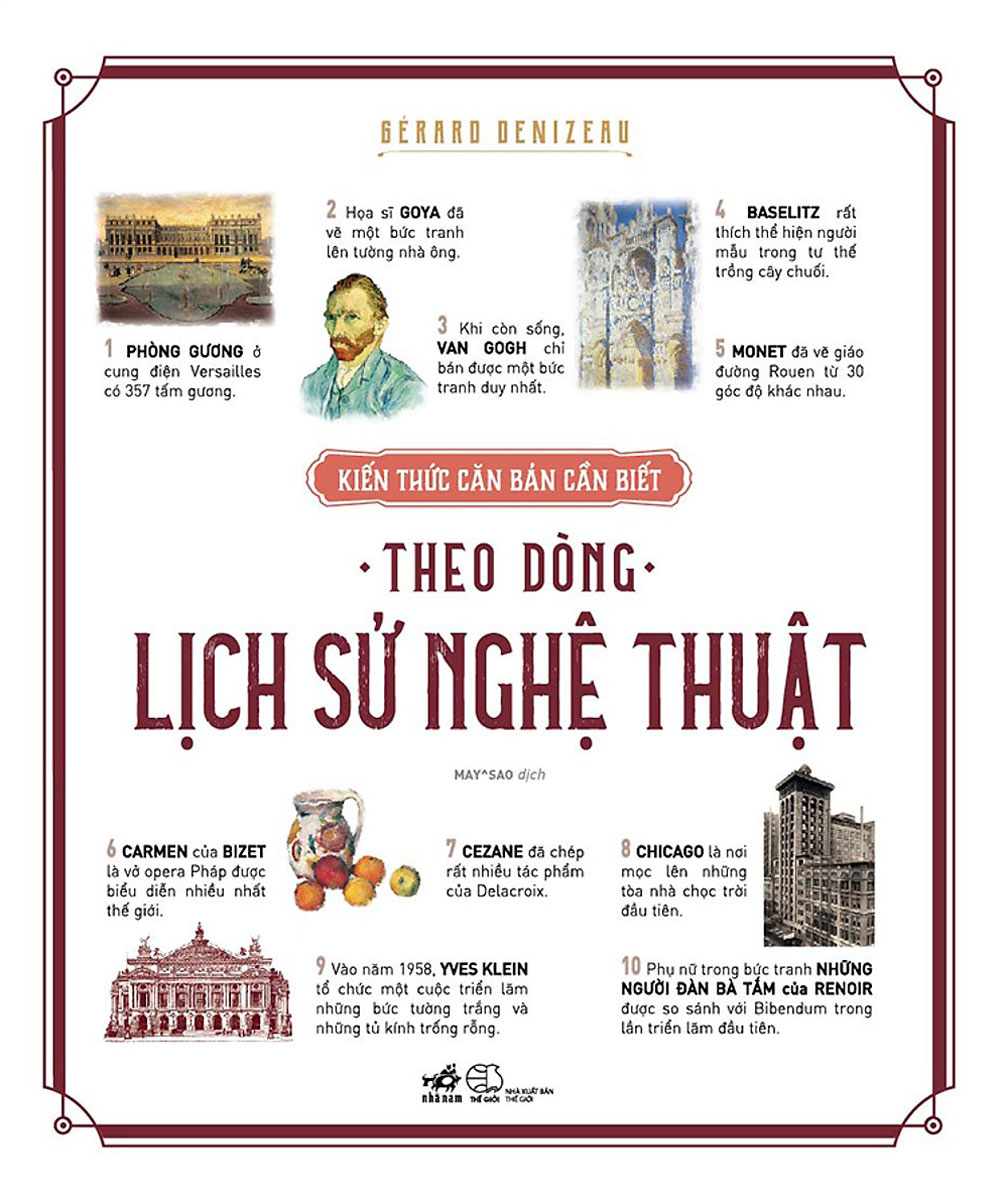 GÉRARD DENIZEAU
1 PHÒNG GƯƠNG ở
cung điện Versailles
có 357 tấm gương.
2 Họa sĩ GOYA đã
vẽ một bức tranh
lên tường nhà ông.
3 Khi còn sống,
VAN GOGH chỉ
bán được một bức
tranh duy nhất.
4 BASELITZ rất
thích thể hiện người
mẫu trong tư thế
trồng cây chuối.
5 MONET đã vẽ giáo
đường Rouen từ 30
góc độ khác nhau.
KIẾN THỨC CĂN BẢN CẦN BIẾT
THEO DÒNG
LỊCH SỬ NGHỆ THUẬT
MAY^SAO dịch
6 CARMEN của BIZET
là vở opera Pháp được
biểu diễn nhiều nhất
thế giới.
7 CEZANE đã chép
rất nhiều tác phẩm
của Delacroix.
8 CHICAGO là nơi
mọc lên những
tòa nhà chọc trời
đầu tiên.
9 Vào năm 1958, YVES KLEIN
tổ chức một cuộc triển lãm
những bức tường trắng và
những tủ kính trống rỗng.
10 Phụ nữ trong bức tranh NHỮNG
NGƯỜI ĐÀN BÀ TẮM của RENOIR
được so sánh với Bibendum trong
lần triển lãm đầu tiên.
nhã nam
THẾ GIỚI
NHÀ XUẤT BẢN
THẾ GIỚI